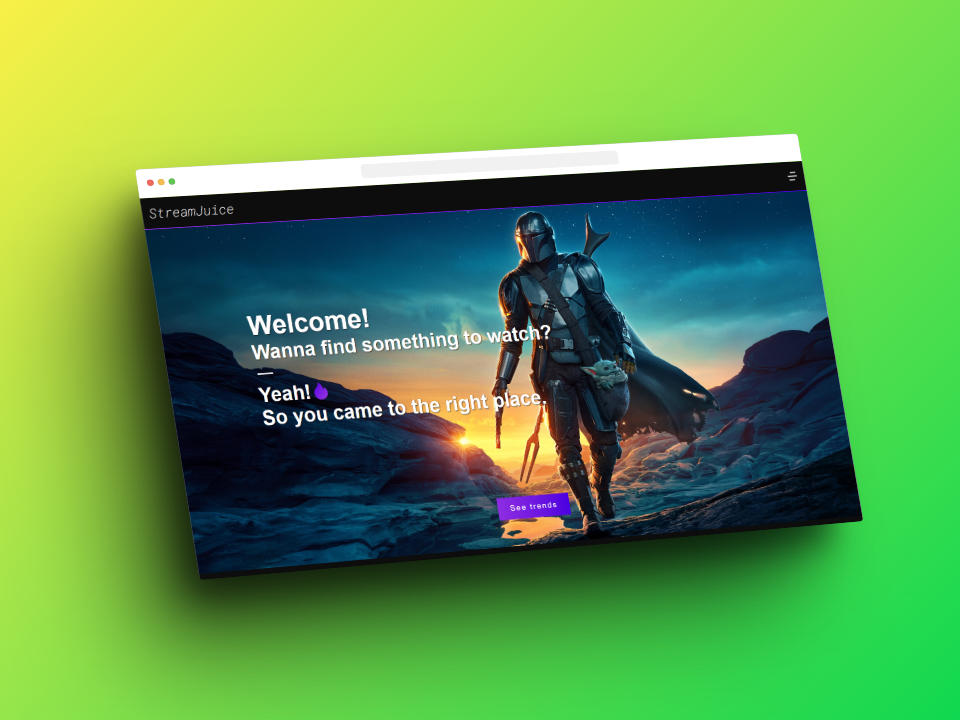 StreamJuice
Welcome!
Wanna find something to watch?
—
Yeah!
So you came to the right place.
See trends